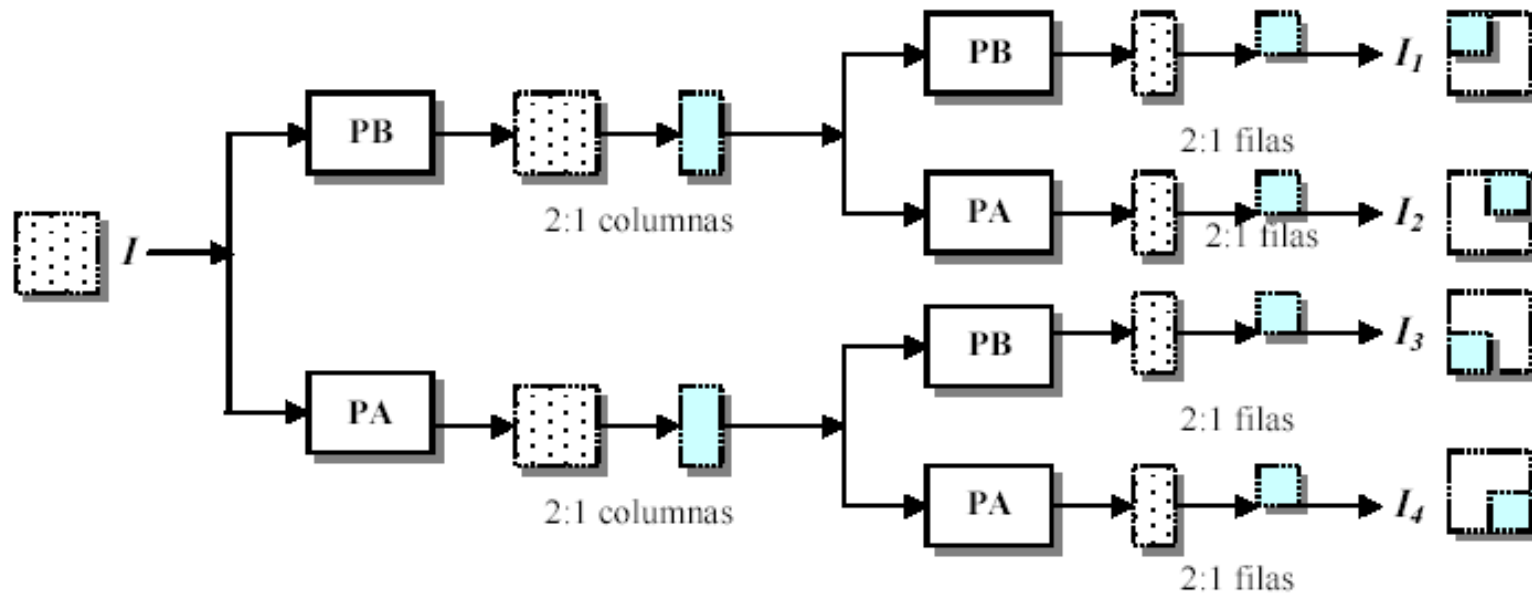 PB
I₁
PB
2:1 filas
2:1 columnas
PA
I₂
2:1 filas
I
PB
I₃
PA
2:1 filas
2:1 columnas
PA
I₄
2:1 filas